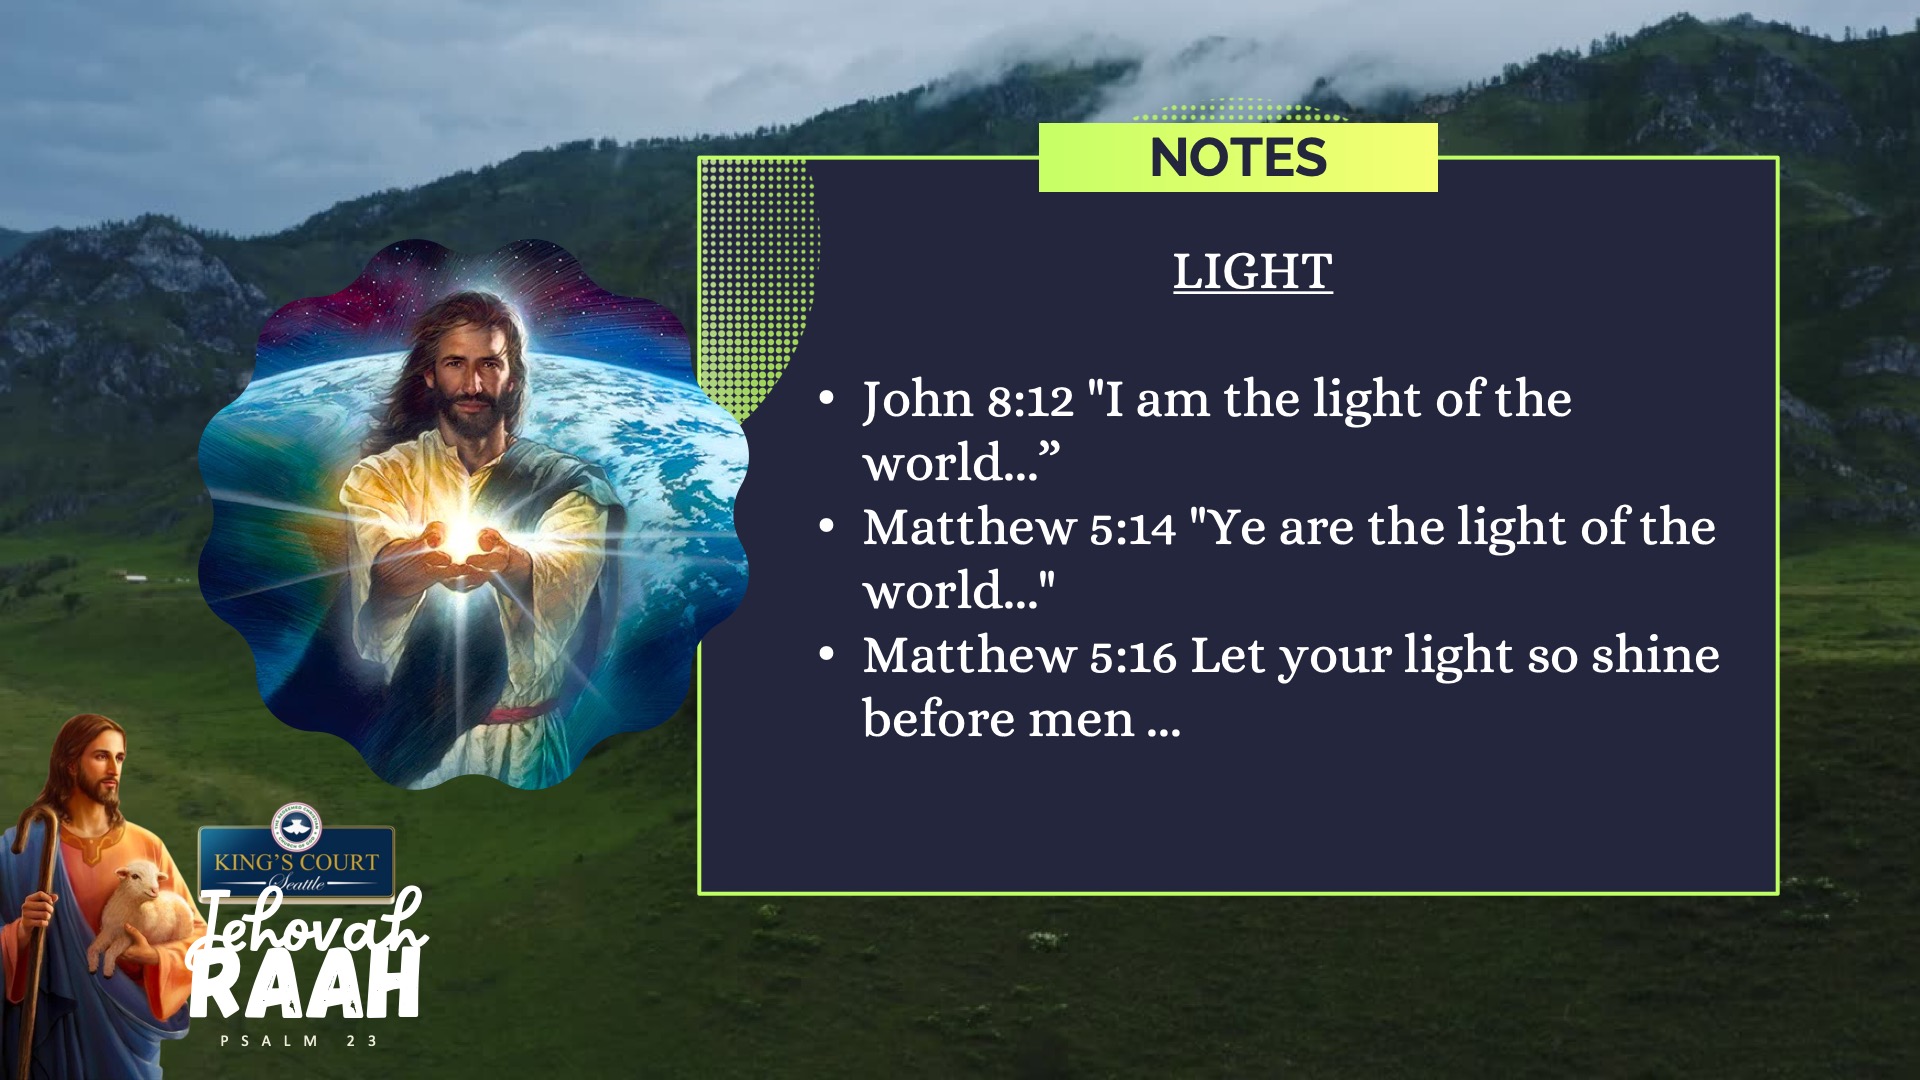 NOTES
LIGHT
• John 8:12 "I am the light of the
world...”
• Matthew 5:14 "Ye are the light of the
world..."
• Matthew 5:16 Let your light so shine
before men ...
KING'S COURT
Seattle
Jehovah
RAAH
PSALM 23